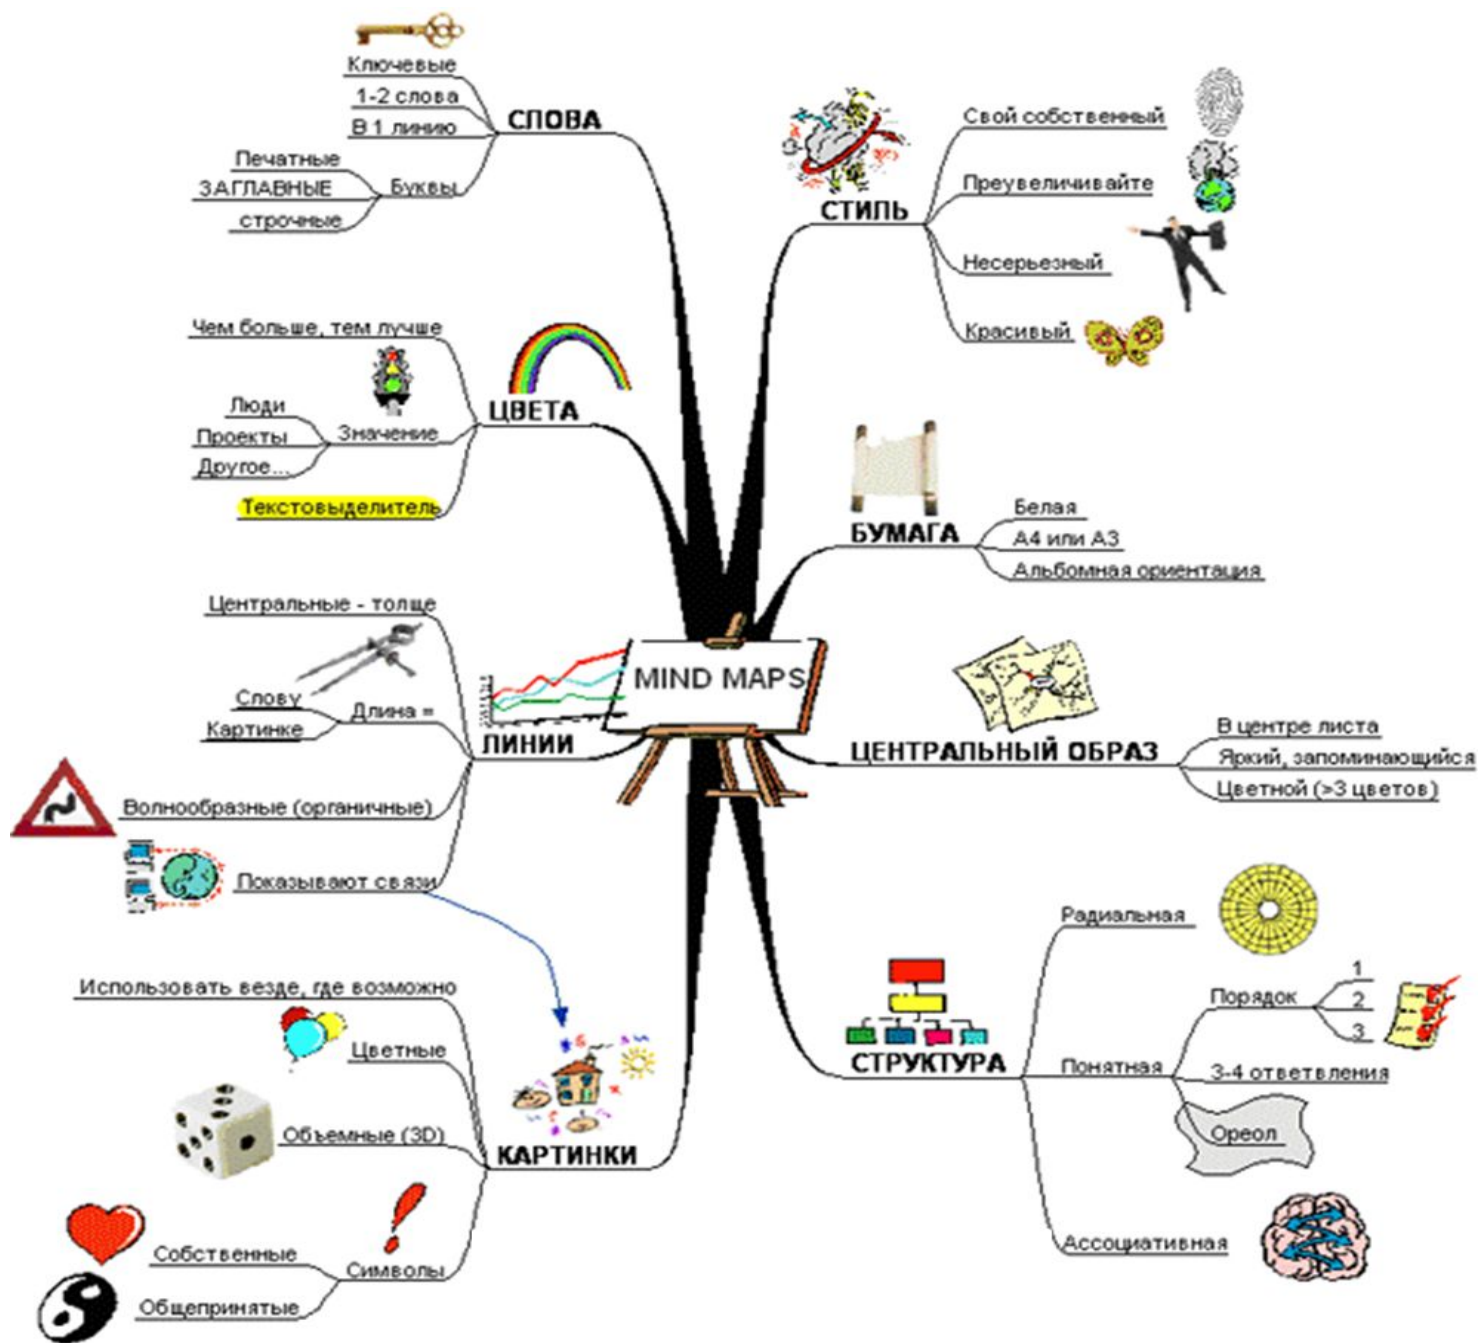 Ключевые
1-2 слова
В 1 линию
СЛОВА
Печатные
ЗАГЛАВНЫЕ
строчные
Буквы
Чем больше, тем лучше
ЦВЕТА
Люди
Проекты
Другое...
Значение
Текстовыделитель
Центральные - толще
Слову
Картинке
Длина =
ЛИНИИ
Волнообразные (органичные)
Показывают связи
Использовать везде, где возможно
Цветные
Объемные (3D)
КАРТИНКИ
Собственные
Символы
Общепринятые
MIND MAPS
СТИЛЬ
Свой собственный
Преувеличивайте
Несерьезный
Красивый
БУМАГА
Белая
А4 или А3
Альбомная ориентация
ЦЕНТРАЛЬНЫЙ ОБРАЗ
В центре листа
Яркий, запоминающийся
Цветной (>3 цветов)
СТРУКТУРА
Радиальная
Понятная
Порядок
1
2
3
3-4 ответвления
Ореол
Ассоциативная